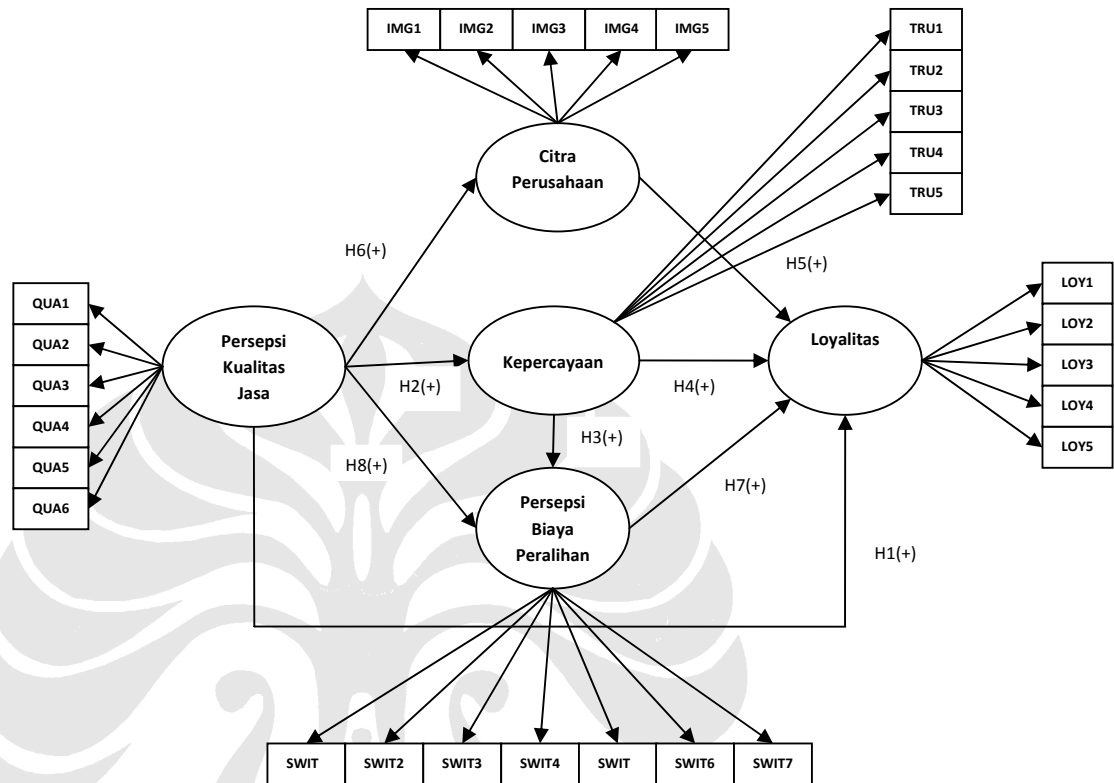 IMG1 IMG2 IMG3 IMG4 IMG5
TRU1
TRU2
TRU3
TRU4
TRU5
Citra
Perusahaan
H6(+)
H5(+)
QUA1
QUA2
QUA3
QUA4
QUA5
QUA6
Persepsi
Kualitas
Jasa
H2(+)
Kepercayaan
H4(+)
Loyalitas
LOY1
LOY2
LOY3
LOY4
LOY5
H3(+)
H8(+)
Persepsi
Biaya
Peralihan
H7(+)
H1(+)
SWIT SWIT2 SWIT3 SWIT4 SWIT SWIT6 SWIT7